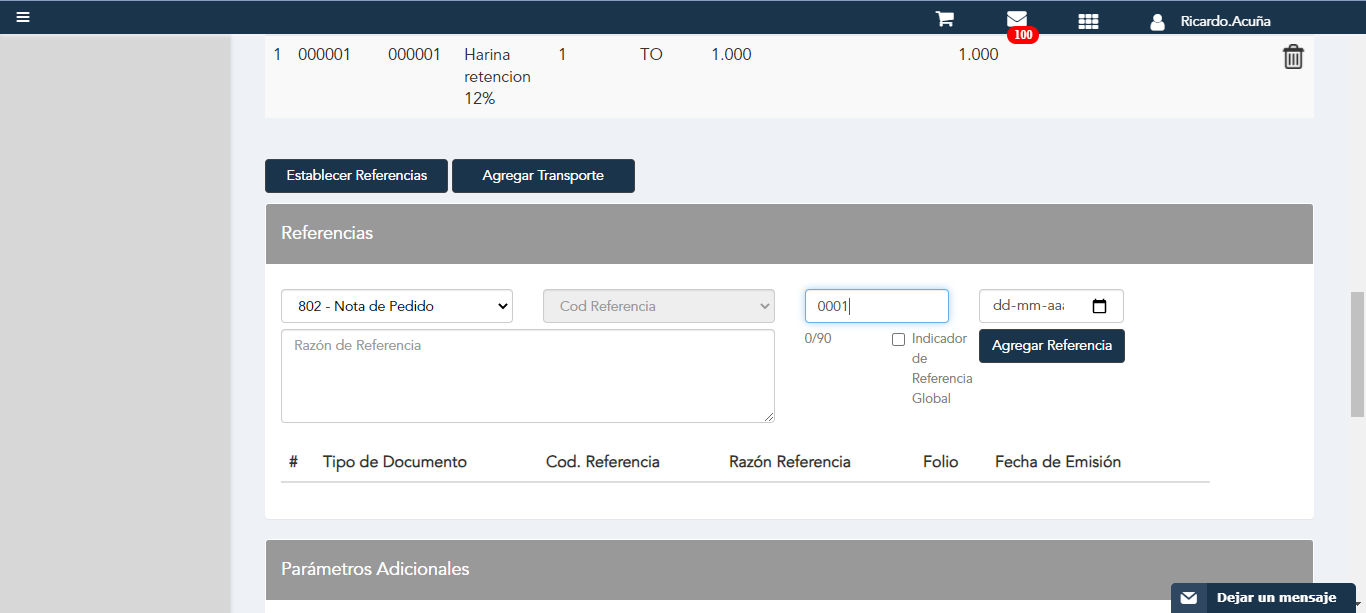 Ricardo.Acuña
100
1 000001 000001 Harina retencion 12% 1 TO 1.000 1.000
Establecer Referencias Agregar Transporte
Referencias
802 - Nota de Pedido Cod Referencia 0001 dd-mm-aaa
Razón de Referencia
0/90
Indicador
de
Referencia
Global
Agregar Referencia
# Tipo de Documento Cod. Referencia Razón Referencia Folio Fecha de Emisión
Parámetros Adicionales
Dejar un mensaje